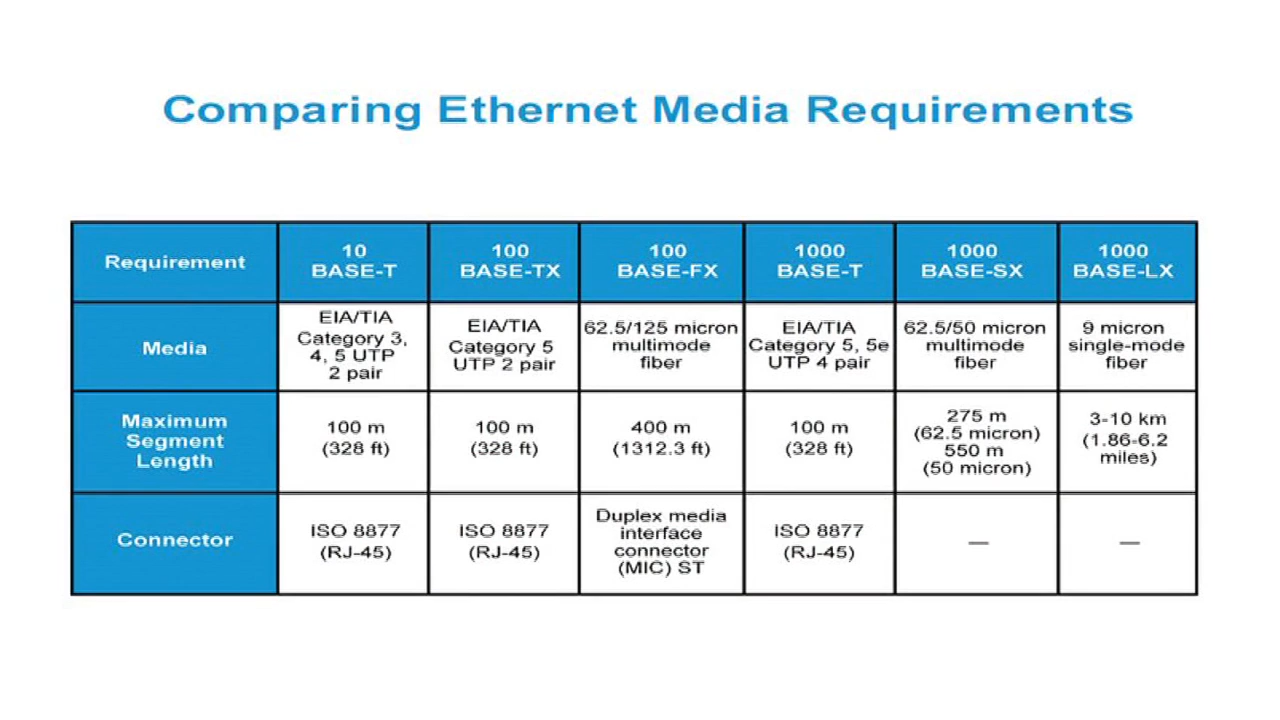 Comparing Ethernet Media Requirements
Requirement
10
BASE-T
100
BASE-TX
100
BASE-FX
1000
BASE-T
1000
BASE-SX
1000
BASE-LX
Media
EIA/TIA
Category 3,
4, 5 UTP
2 pair
EIA/TIA
Category 5
UTP 2 pair
62.5/125 micron
multimode
fiber
EIA/TIA
Category 5, 5e
UTP 4 pair
62.5/50 micron
multimode
fiber
9 micron
single-mode
fiber
Maximum
Segment
Length
100 m
(328 ft)
100 m
(328 ft)
400 m
(1312.3 ft)
100 m
(328 ft)
275 m
(62.5 micron)
550 m
(50 micron)
3-10 km
(1.86-6.2
miles)
Connector
ISO 8877
(RJ-45)
ISO 8877
(RJ-45)
Duplex media
interface
connector
(MIC) ST
ISO 8877
(RJ-45)
—
—